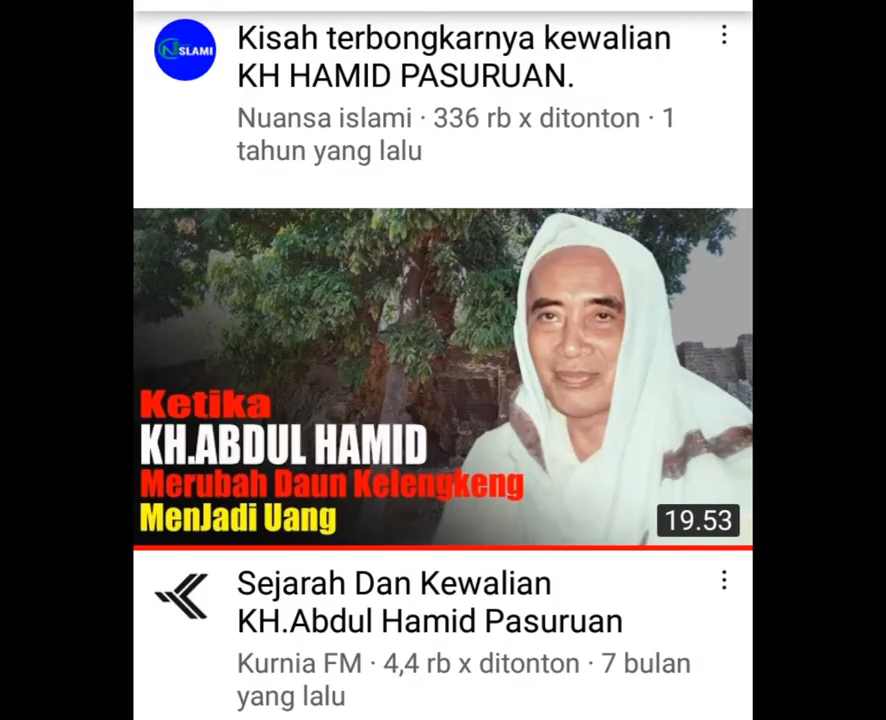 NSLAMI
Kisah terbongkarnya kewalian
KH HAMID PASURUAN.
Nuansa islami · 336 rb x ditonton · 1
tahun yang lalu
Ketika
KH.ABDUL HAMID
Merubah Daun Kelengkeng
MenJadi Uang
19.53
Sejarah Dan Kewalian
KH.Abdul Hamid Pasuruan
Kurnia FM · 4,4 rb x ditonton · 7 bulan
yang lalu